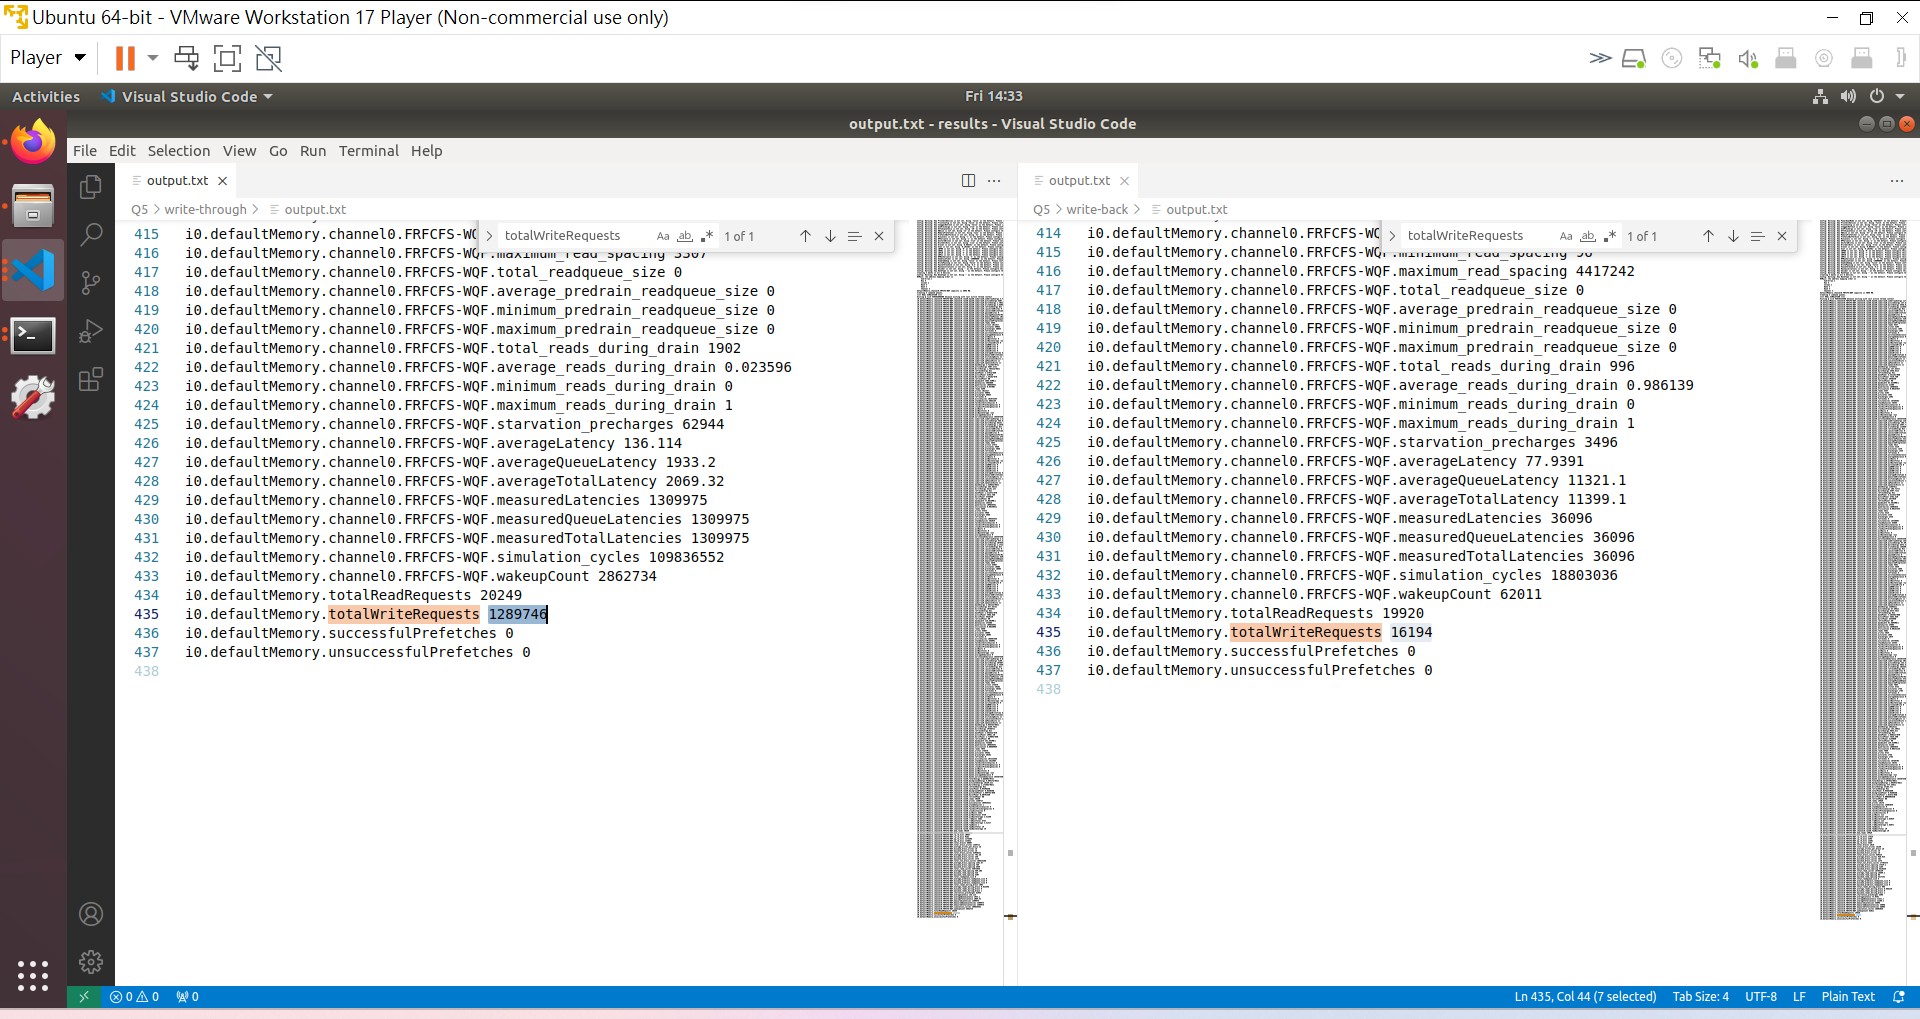 Ubuntu 64-bit - VMware Workstation 17 Player (Non-commercial use only)
Player
Activities
Visual Studio Code
Fri 14:33
output.txt - results - Visual Studio Code
File Edit Selection View Go Run Terminal Help
output.txt
Q5 > write-through > output.txt
totalWriteRequests
Aa ab .* 1 of 1
415 i0.defaultMemory.channel0.FRFCFS-WQ
416 i0.defaultMemory.channel0.FRFCFS-WQF.maximum_read_spacing 3307
417 i0.defaultMemory.channel0.FRFCFS-WQF.total_readqueue_size 0
418 i0.defaultMemory.channel0.FRFCFS-WQF.average_predrain_readqueue_size 0
419 i0.defaultMemory.channel0.FRFCFS-WQF.minimum_predrain_readqueue_size 0
420 i0.defaultMemory.channel0.FRFCFS-WQF.maximum_predrain_readqueue_size 0
421 i0.defaultMemory.channel0.FRFCFS-WQF.total_reads_during_drain 1902
422 i0.defaultMemory.channel0.FRFCFS-WQF.average_reads_during_drain 0.023596
423 i0.defaultMemory.channel0.FRFCFS-WQF.minimum_reads_during_drain 0
424 i0.defaultMemory.channel0.FRFCFS-WQF.maximum_reads_during_drain 1
425 i0.defaultMemory.channel0.FRFCFS-WQF.starvation_precharges 62944
426 i0.defaultMemory.channel0.FRFCFS-WQF.averageLatency 136.114
427 i0.defaultMemory.channel0.FRFCFS-WQF.averageQueueLatency 1933.2
428 i0.defaultMemory.channel0.FRFCFS-WQF.averageTotalLatency 2069.32
429 i0.defaultMemory.channel0.FRFCFS-WQF.measuredLatencies 1309975
430 i0.defaultMemory.channel0.FRFCFS-WQF.measuredQueueLatencies 1309975
431 i0.defaultMemory.channel0.FRFCFS-WQF.measuredTotalLatencies 1309975
432 i0.defaultMemory.channel0.FRFCFS-WQF.simulation_cycles 109836552
433 i0.defaultMemory.channel0.FRFCFS-WQF.wakeupCount 2862734
434 i0.defaultMemory.totalReadRequests 20249
435 i0.defaultMemory.totalWriteRequests 1289746
436 i0.defaultMemory.successfulPrefetches 0
437 i0.defaultMemory.unsuccessfulPrefetches 0
438
output.txt
Q5 > write-back > output.txt
totalWriteRequests
Aa ab .* 1 of 1
414 i0.defaultMemory.channel0.FRFCFS-WQ
415 i0.defaultMemory.channel0.FRFCFS-WQF.minimum_read_spacing 96
416 i0.defaultMemory.channel0.FRFCFS-WQF.maximum_read_spacing 4417242
417 i0.defaultMemory.channel0.FRFCFS-WQF.total_readqueue_size 0
418 i0.defaultMemory.channel0.FRFCFS-WQF.average_predrain_readqueue_size 0
419 i0.defaultMemory.channel0.FRFCFS-WQF.minimum_predrain_readqueue_size 0
420 i0.defaultMemory.channel0.FRFCFS-WQF.maximum_predrain_readqueue_size 0
421 i0.defaultMemory.channel0.FRFCFS-WQF.total_reads_during_drain 996
422 i0.defaultMemory.channel0.FRFCFS-WQF.average_reads_during_drain 0.986139
423 i0.defaultMemory.channel0.FRFCFS-WQF.minimum_reads_during_drain 0
424 i0.defaultMemory.channel0.FRFCFS-WQF.maximum_reads_during_drain 1
425 i0.defaultMemory.channel0.FRFCFS-WQF.starvation_precharges 3496
426 i0.defaultMemory.channel0.FRFCFS-WQF.averageLatency 77.9391
427 i0.defaultMemory.channel0.FRFCFS-WQF.averageQueueLatency 11321.1
428 i0.defaultMemory.channel0.FRFCFS-WQF.averageTotalLatency 11399.1
429 i0.defaultMemory.channel0.FRFCFS-WQF.measuredLatencies 36096
430 i0.defaultMemory.channel0.FRFCFS-WQF.measuredQueueLatencies 36096
431 i0.defaultMemory.channel0.FRFCFS-WQF.measuredTotalLatencies 36096
432 i0.defaultMemory.channel0.FRFCFS-WQF.simulation_cycles 18803036
433 i0.defaultMemory.channel0.FRFCFS-WQF.wakeupCount 62011
434 i0.defaultMemory.totalReadRequests 19920
435 i0.defaultMemory.totalWriteRequests 16194
436 i0.defaultMemory.successfulPrefetches 0
437 i0.defaultMemory.unsuccessfulPrefetches 0
438
0 0 0
Ln 435, Col 44 (7 selected) Tab Size: 4 UTF-8 LF Plain Text